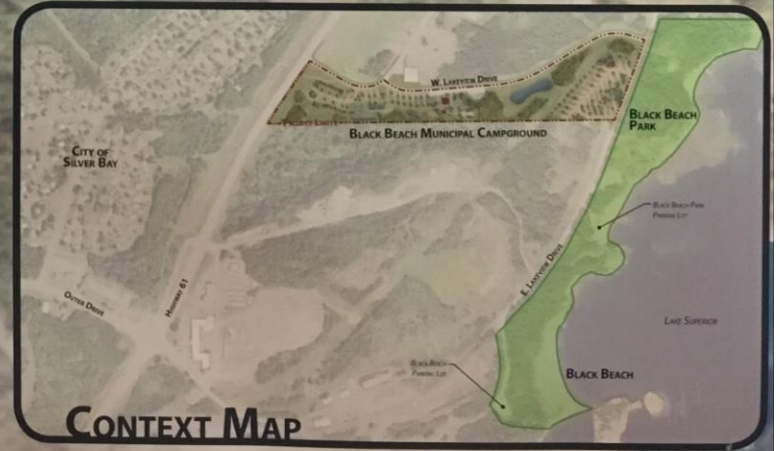 W. LAKEVIEW DRIVE
PROJECT LIMITS
BLACK BEACH MUNICIPAL CAMPGROUND
BLACK BEACH
PARK
CITY OF
SILVER BAY
BLACK BEACH PARK
PARKING LOT
E. LAKEVIEW DRIVE
HIGHWAY 61
OUTER DRIVE
LAKE SUPERIOR
BLACK BEACH
PARKING LOT
BLACK BEACH
CONTEXT MAP